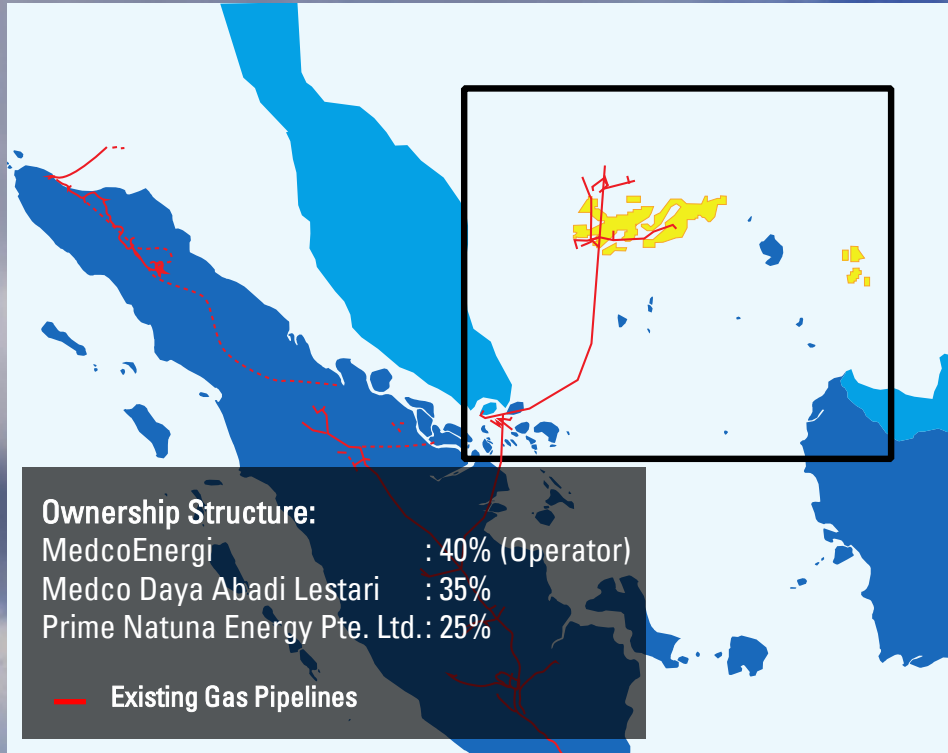 Ownership Structure:
MedcoEnergi : 40% (Operator)
Medco Daya Abadi Lestari : 35%
Prime Natuna Energy Pte. Ltd.: 25%
Existing Gas Pipelines